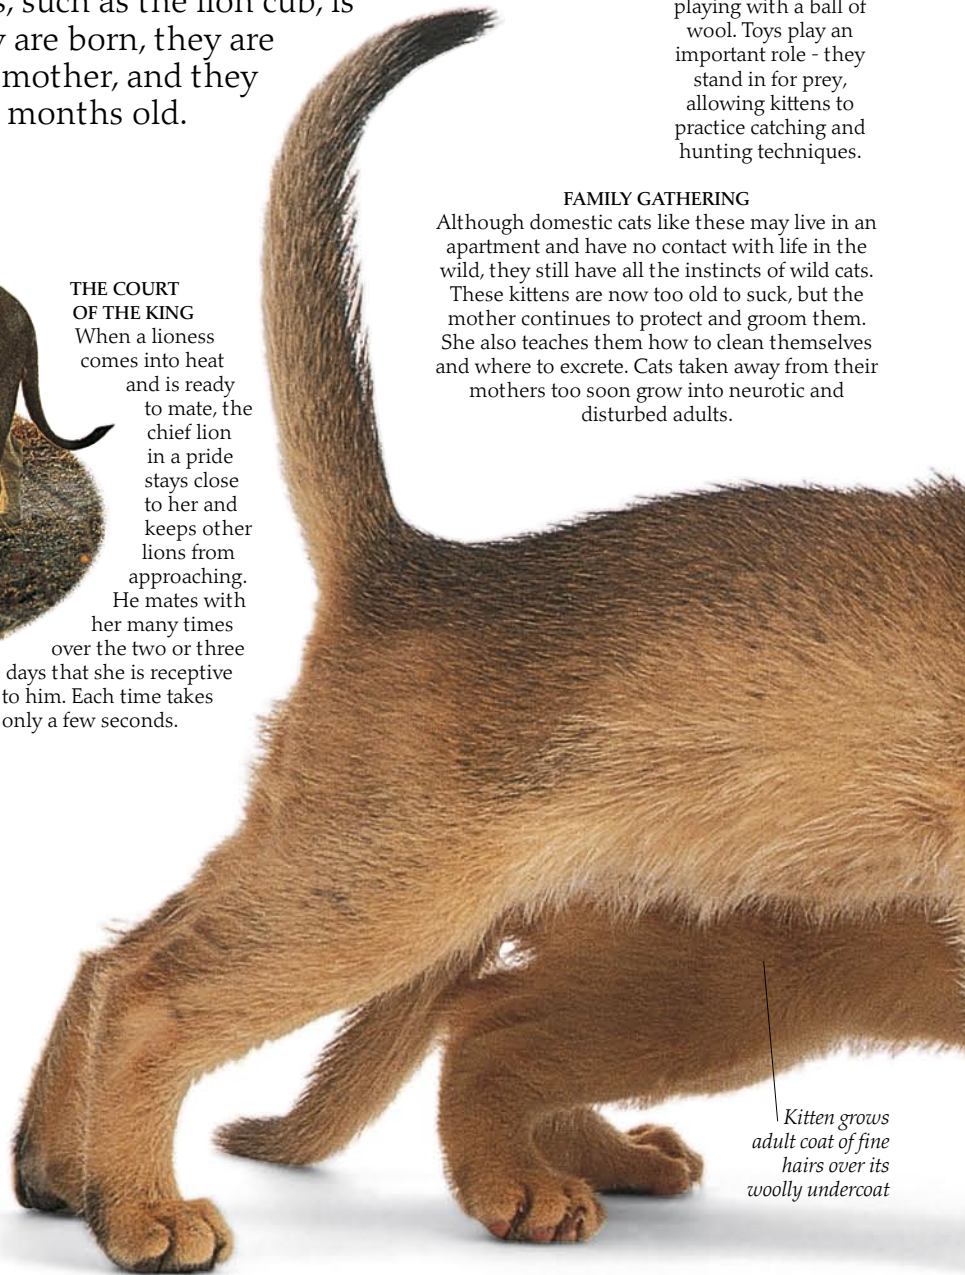 s, such as the lion cub, is
y are born, they are
mother, and they
months old.
playing with a ball of
wool. Toys play an
important role - they
stand in for prey,
allowing kittens to
practice catching and
hunting techniques.
FAMILY GATHERING
Although domestic cats like these may live in an
apartment and have no contact with life in the
wild, they still have all the instincts of wild cats.
These kittens are now too old to suck, but the
mother continues to protect and groom them.
She also teaches them how to clean themselves
and where to excrete. Cats taken away from their
mothers too soon grow into neurotic and
disturbed adults.
THE COURT
OF THE KING
When a lioness
comes into heat
and is ready
to mate, the
chief lion
in a pride
stays close
to her and
keeps other
lions from
approaching.
He mates with
her many times
over the two or three
days that she is receptive
to him. Each time takes
only a few seconds.
Kitten grows
adult coat of fine
hairs over its
woolly undercoat